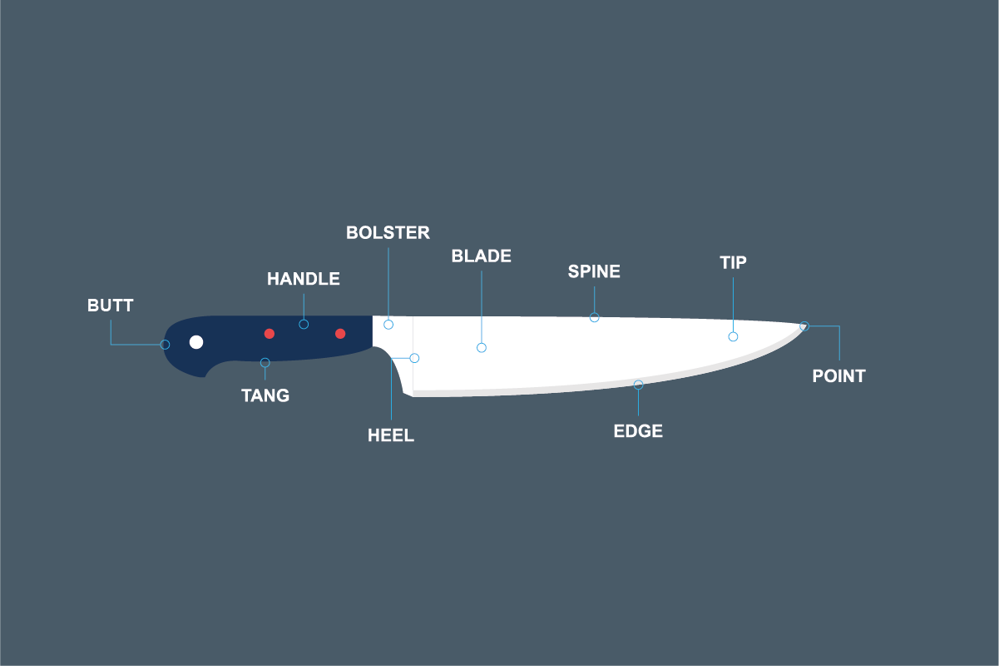 BOLSTER
BLADE
TIP
SPINE
HANDLE
BUTT
POINT
TANG
EDGE
HEEL